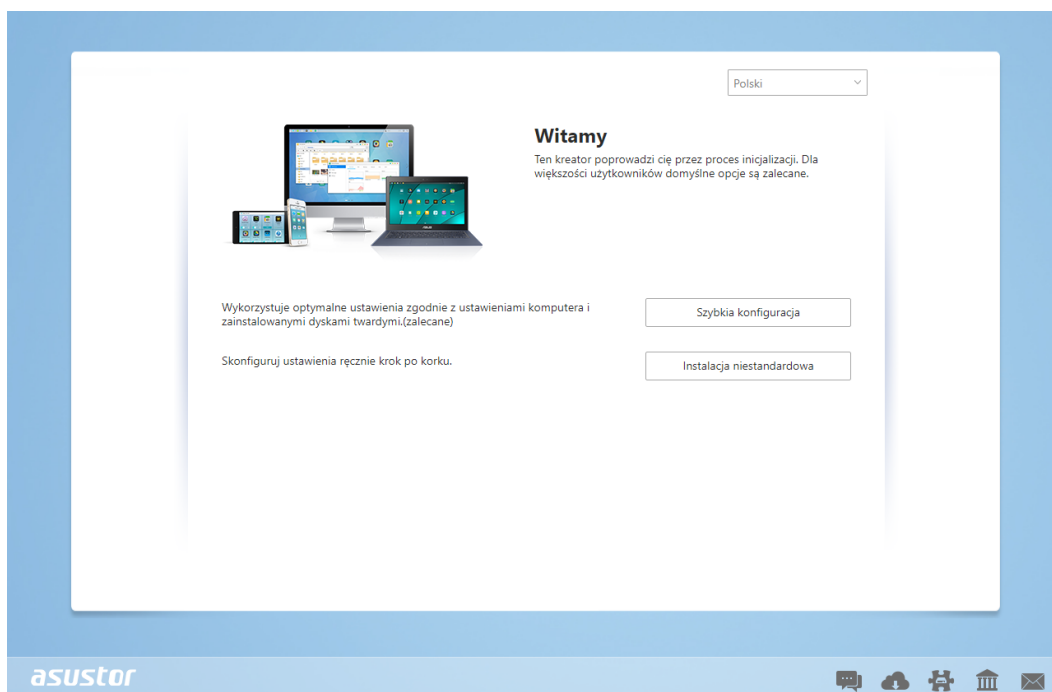 Polski
Witamy
Ten kreator poprowadzi cię przez proces inicjalizacji. Dla
większości użytkowników domyślne opcje są zalecane.
Wykorzystuje optymalne ustawienia zgodnie z ustawieniami komputera i
zainstalowanymi dyskami twardymi.(zalecane)
Szybkia konfiguracja
Skonfiguruj ustawienia ręcznie krok po korku.
Instalacja niestandardowa
asustor